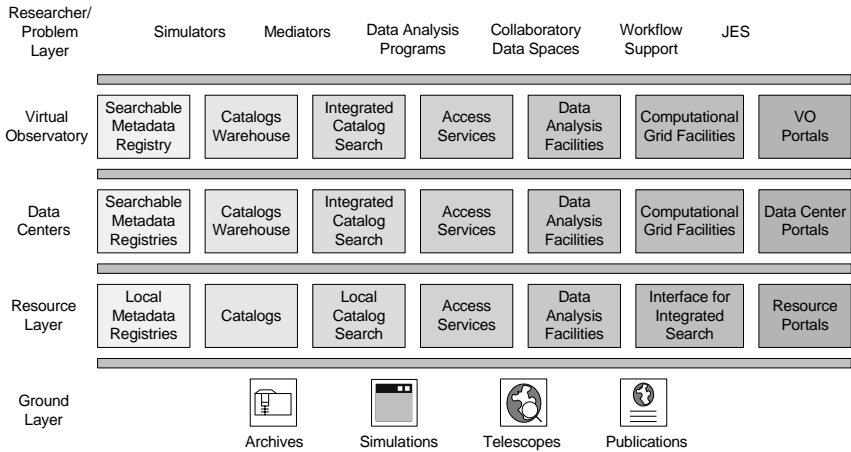 Researcher/
Problem
Layer
Simulators
Mediators
Data Analysis
Programs
Collaboratory
Data Spaces
Workflow
Support
JES
Virtual
Observatory
Searchable
Metadata
Registry
Catalogs
Warehouse
Integrated
Catalog
Search
Access
Services
Data
Analysis
Facilities
Computational
Grid Facilities
VO
Portals
Data
Centers
Searchable
Metadata
Registries
Catalogs
Warehouse
Integrated
Catalog
Search
Access
Services
Data
Analysis
Facilities
Computational
Grid Facilities
Data Center
Portals
Resource
Layer
Local
Metadata
Registries
Catalogs
Local
Catalog
Search
Access
Services
Data
Analysis
Facilities
Interface for
Integrated
Search
Resource
Portals
Ground
Layer
Archives
Simulations
Telescopes
Publications